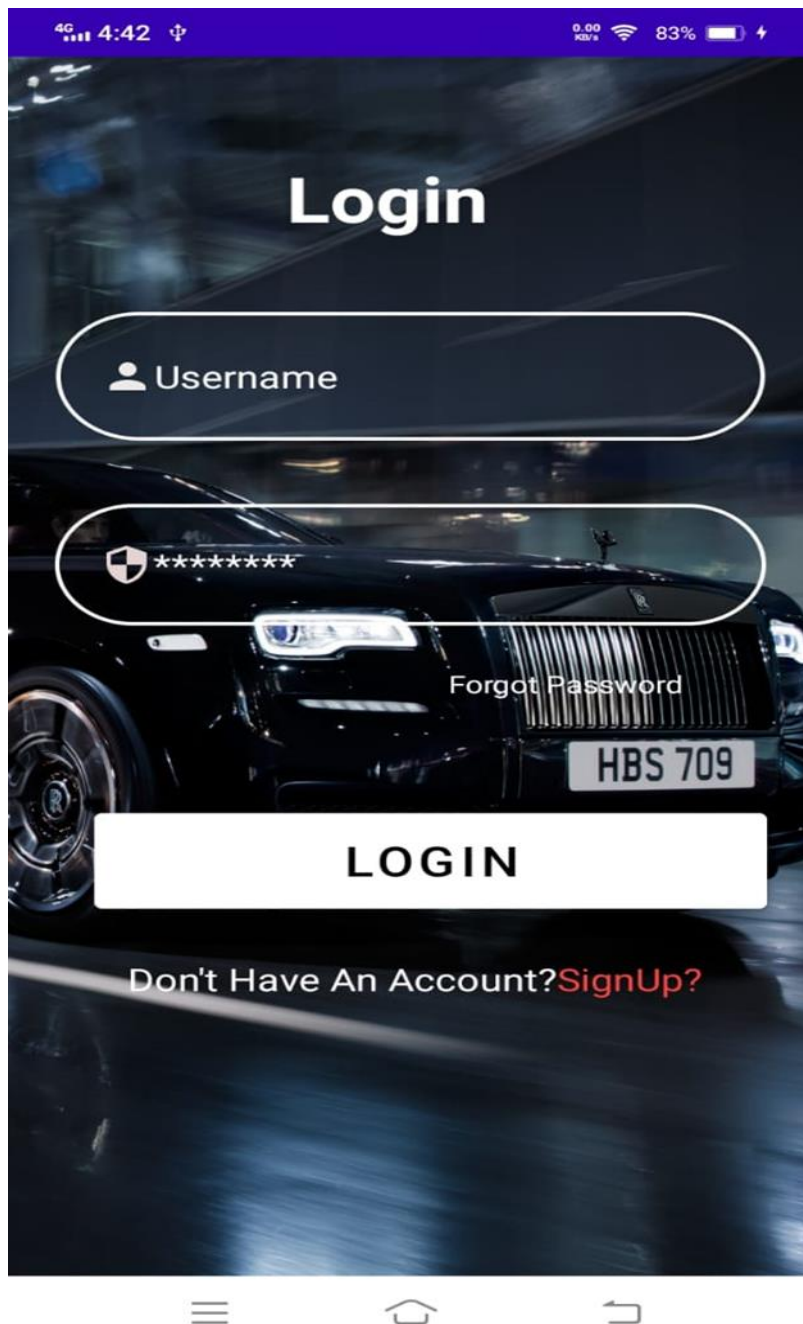 4G 4:42 0.00 KB/s 83%
Login
Username
********
Forgot Password
HBS 709
LOGIN
Don't Have An Account?SignUp?